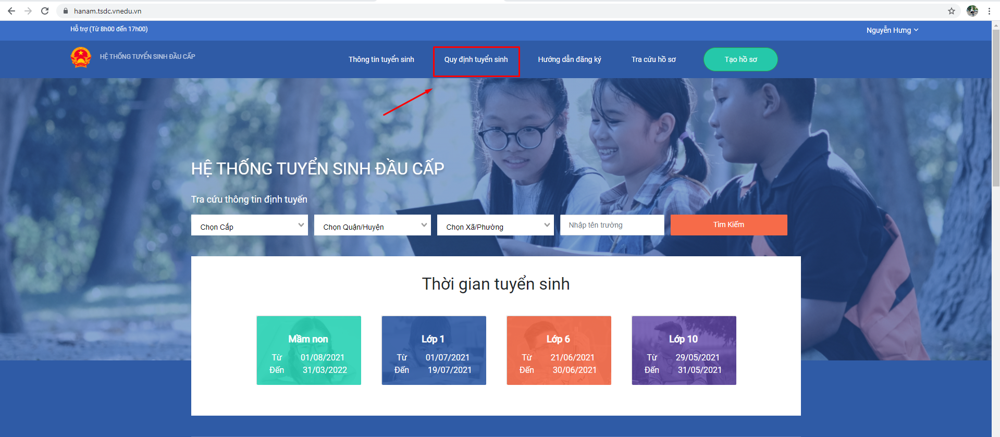 hanam.tsdc.vnedu.vn
Hỗ trợ (Từ 8h00 đến 17h00)
Nguyễn Hưng
HỆ THỐNG TUYỂN SINH ĐẦU CẤP
Thông tin tuyển sinh
Quy định tuyển sinh
Hướng dẫn đăng ký
Tra cứu hồ sơ
Tạo hồ sơ
HỆ THỐNG TUYỂN SINH ĐẦU CẤP
Tra cứu thông tin định tuyến
Chọn Cấp
Chọn Quận/Huyện
Chọn Xã/Phường
Nhập tên trường
Tìm Kiếm
Thời gian tuyển sinh
Mầm non
Từ 01/08/2021
Đến 31/03/2022
Lớp 1
Từ 01/07/2021
Đến 19/07/2021
Lớp 6
Từ 21/06/2021
Đến 30/06/2021
Lớp 10
Từ 29/05/2021
Đến 31/05/2021